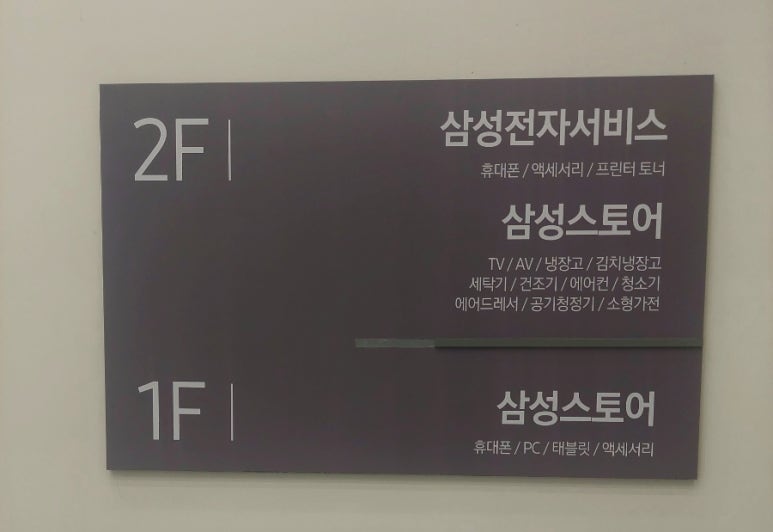 2F
삼성전자서비스
휴대폰 / 액세서리 / 프린터 토너
삼성스토어
TV / AV / 냉장고 / 김치냉장고
세탁기 / 건조기 / 에어컨 / 청소기
에어드레서 / 공기청정기 / 소형가전
1F
삼성스토어
휴대폰 / PC / 태블릿 / 액세서리